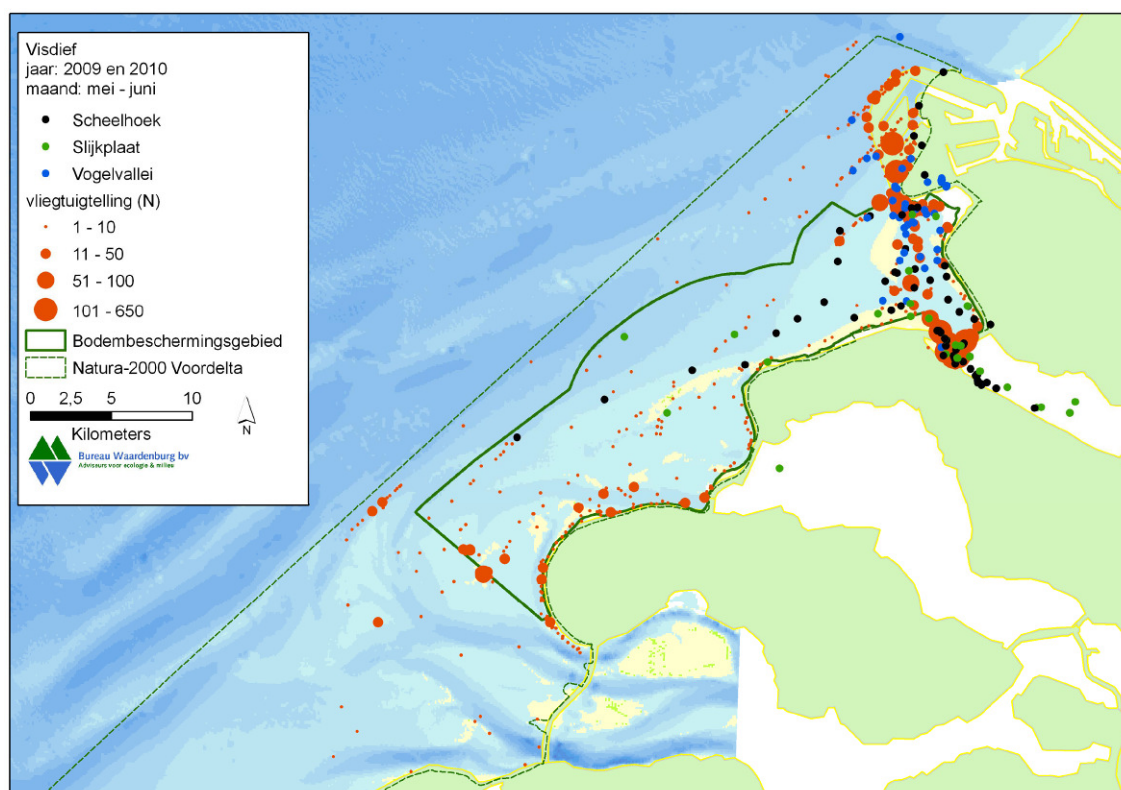 Visdief
jaar: 2009 en 2010
maand: mei - juni
Scheelhoek
Slijkplaat
Vogelvallei
vliegtuigtelling (N)
1 - 10
11 - 50
51 - 100
101 - 650
Bodembeschermingsgebied
Natura-2000 Voordelta
0 2,5 5 10
Kilometers
N
Bureau Waardenburg bv
Adviseurs voor ecologie & milieu